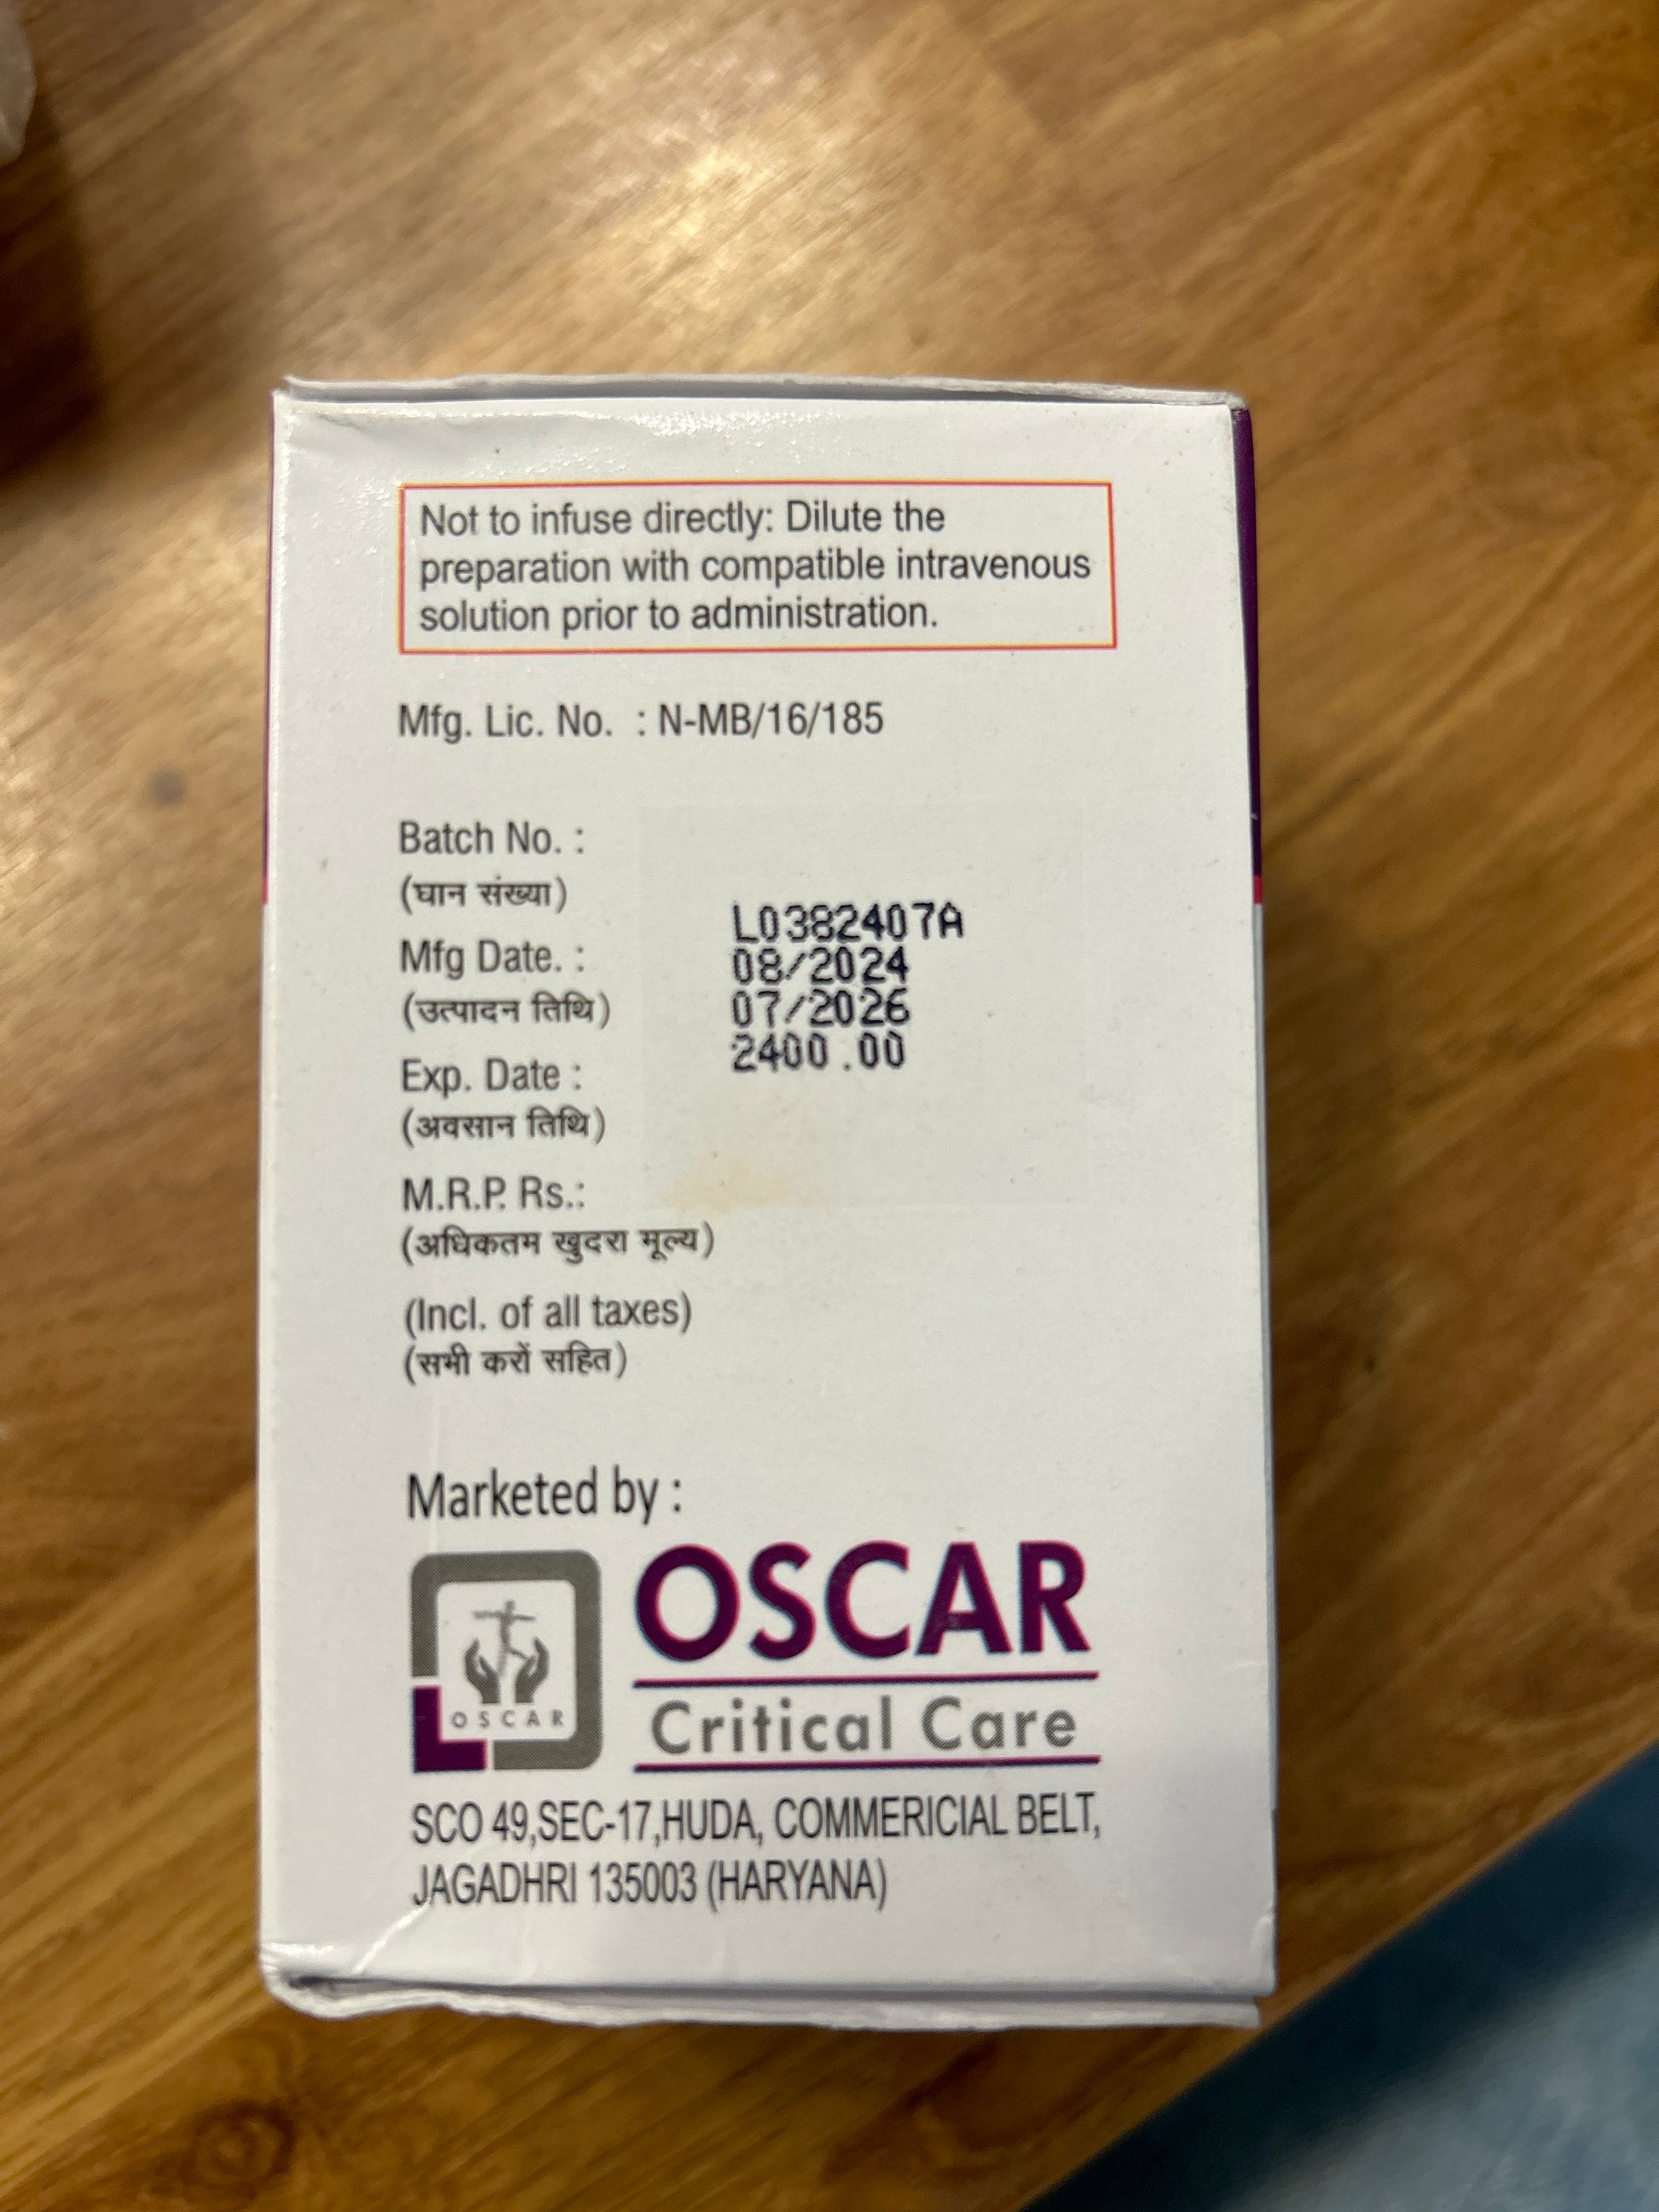 Not to infuse directly: Dilute the
preparation with compatible intravenous
solution prior to administration.
Mfg. Lic. No. : N-MB/16/185
Batch No. :
(घान संख्या)
Mfg Date. :
(उत्पादन तिथि)
Exp. Date :
(अवसान तिथि)
M.R.P. Rs.:
(अधिकतम खुदरा मूल्य)
(Incl. of all taxes)
(सभी करों सहित)
L0382407A
08/2024
07/2026
2400.00
Marketed by :
OSCAR
OSCAR
Critical Care
SCO 49,SEC-17,HUDA, COMMERICIAL BELT,
JAGADHRI 135003 (HARYANA)